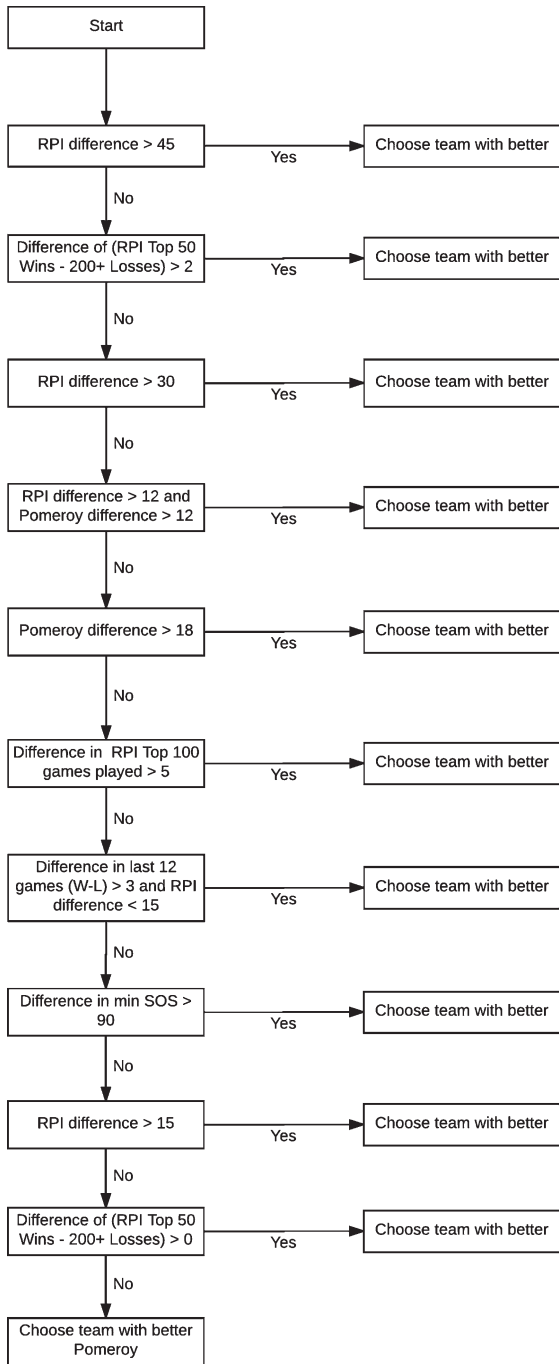 Start
RPI difference > 45
Yes
Choose team with better
No
Difference of (RPI Top 50
Wins - 200+ Losses) > 2
Yes
Choose team with better
No
RPI difference > 30
Yes
Choose team with better
No
RPI difference > 12 and
Pomeroy difference > 12
Yes
Choose team with better
No
Pomeroy difference > 18
Yes
Choose team with better
No
Difference in RPI Top 100
games played > 5
Yes
Choose team with better
No
Difference in last 12
games (W-L) > 3 and RPI
difference < 15
Yes
Choose team with better
No
Difference in min SOS >
90
Yes
Choose team with better
No
RPI difference > 15
Yes
Choose team with better
No
Difference of (RPI Top 50
Wins - 200+ Losses) > 0
Yes
Choose team with better
No
Choose team with better
Pomeroy